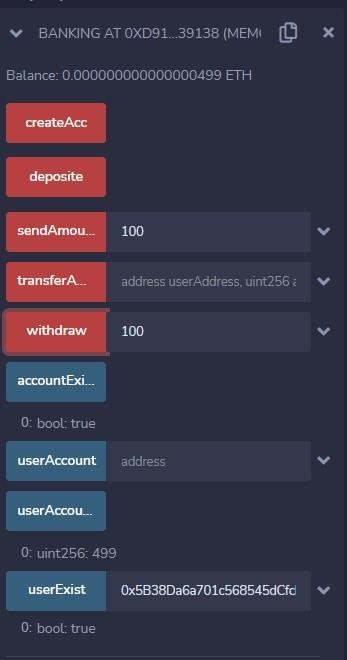 BANKING AT 0XD91...39138 (MEM
Balance: 0.000000000000000499 ETH
createAcc
deposite
sendAmou... 100
transferA... address userAddress, uint256 a
withdraw 100
accountExi...
0: bool: true
userAccount address
userAccou...
0: uint256: 499
userExist 0x5B38Da6a701c568545dCfcl
0: bool: true